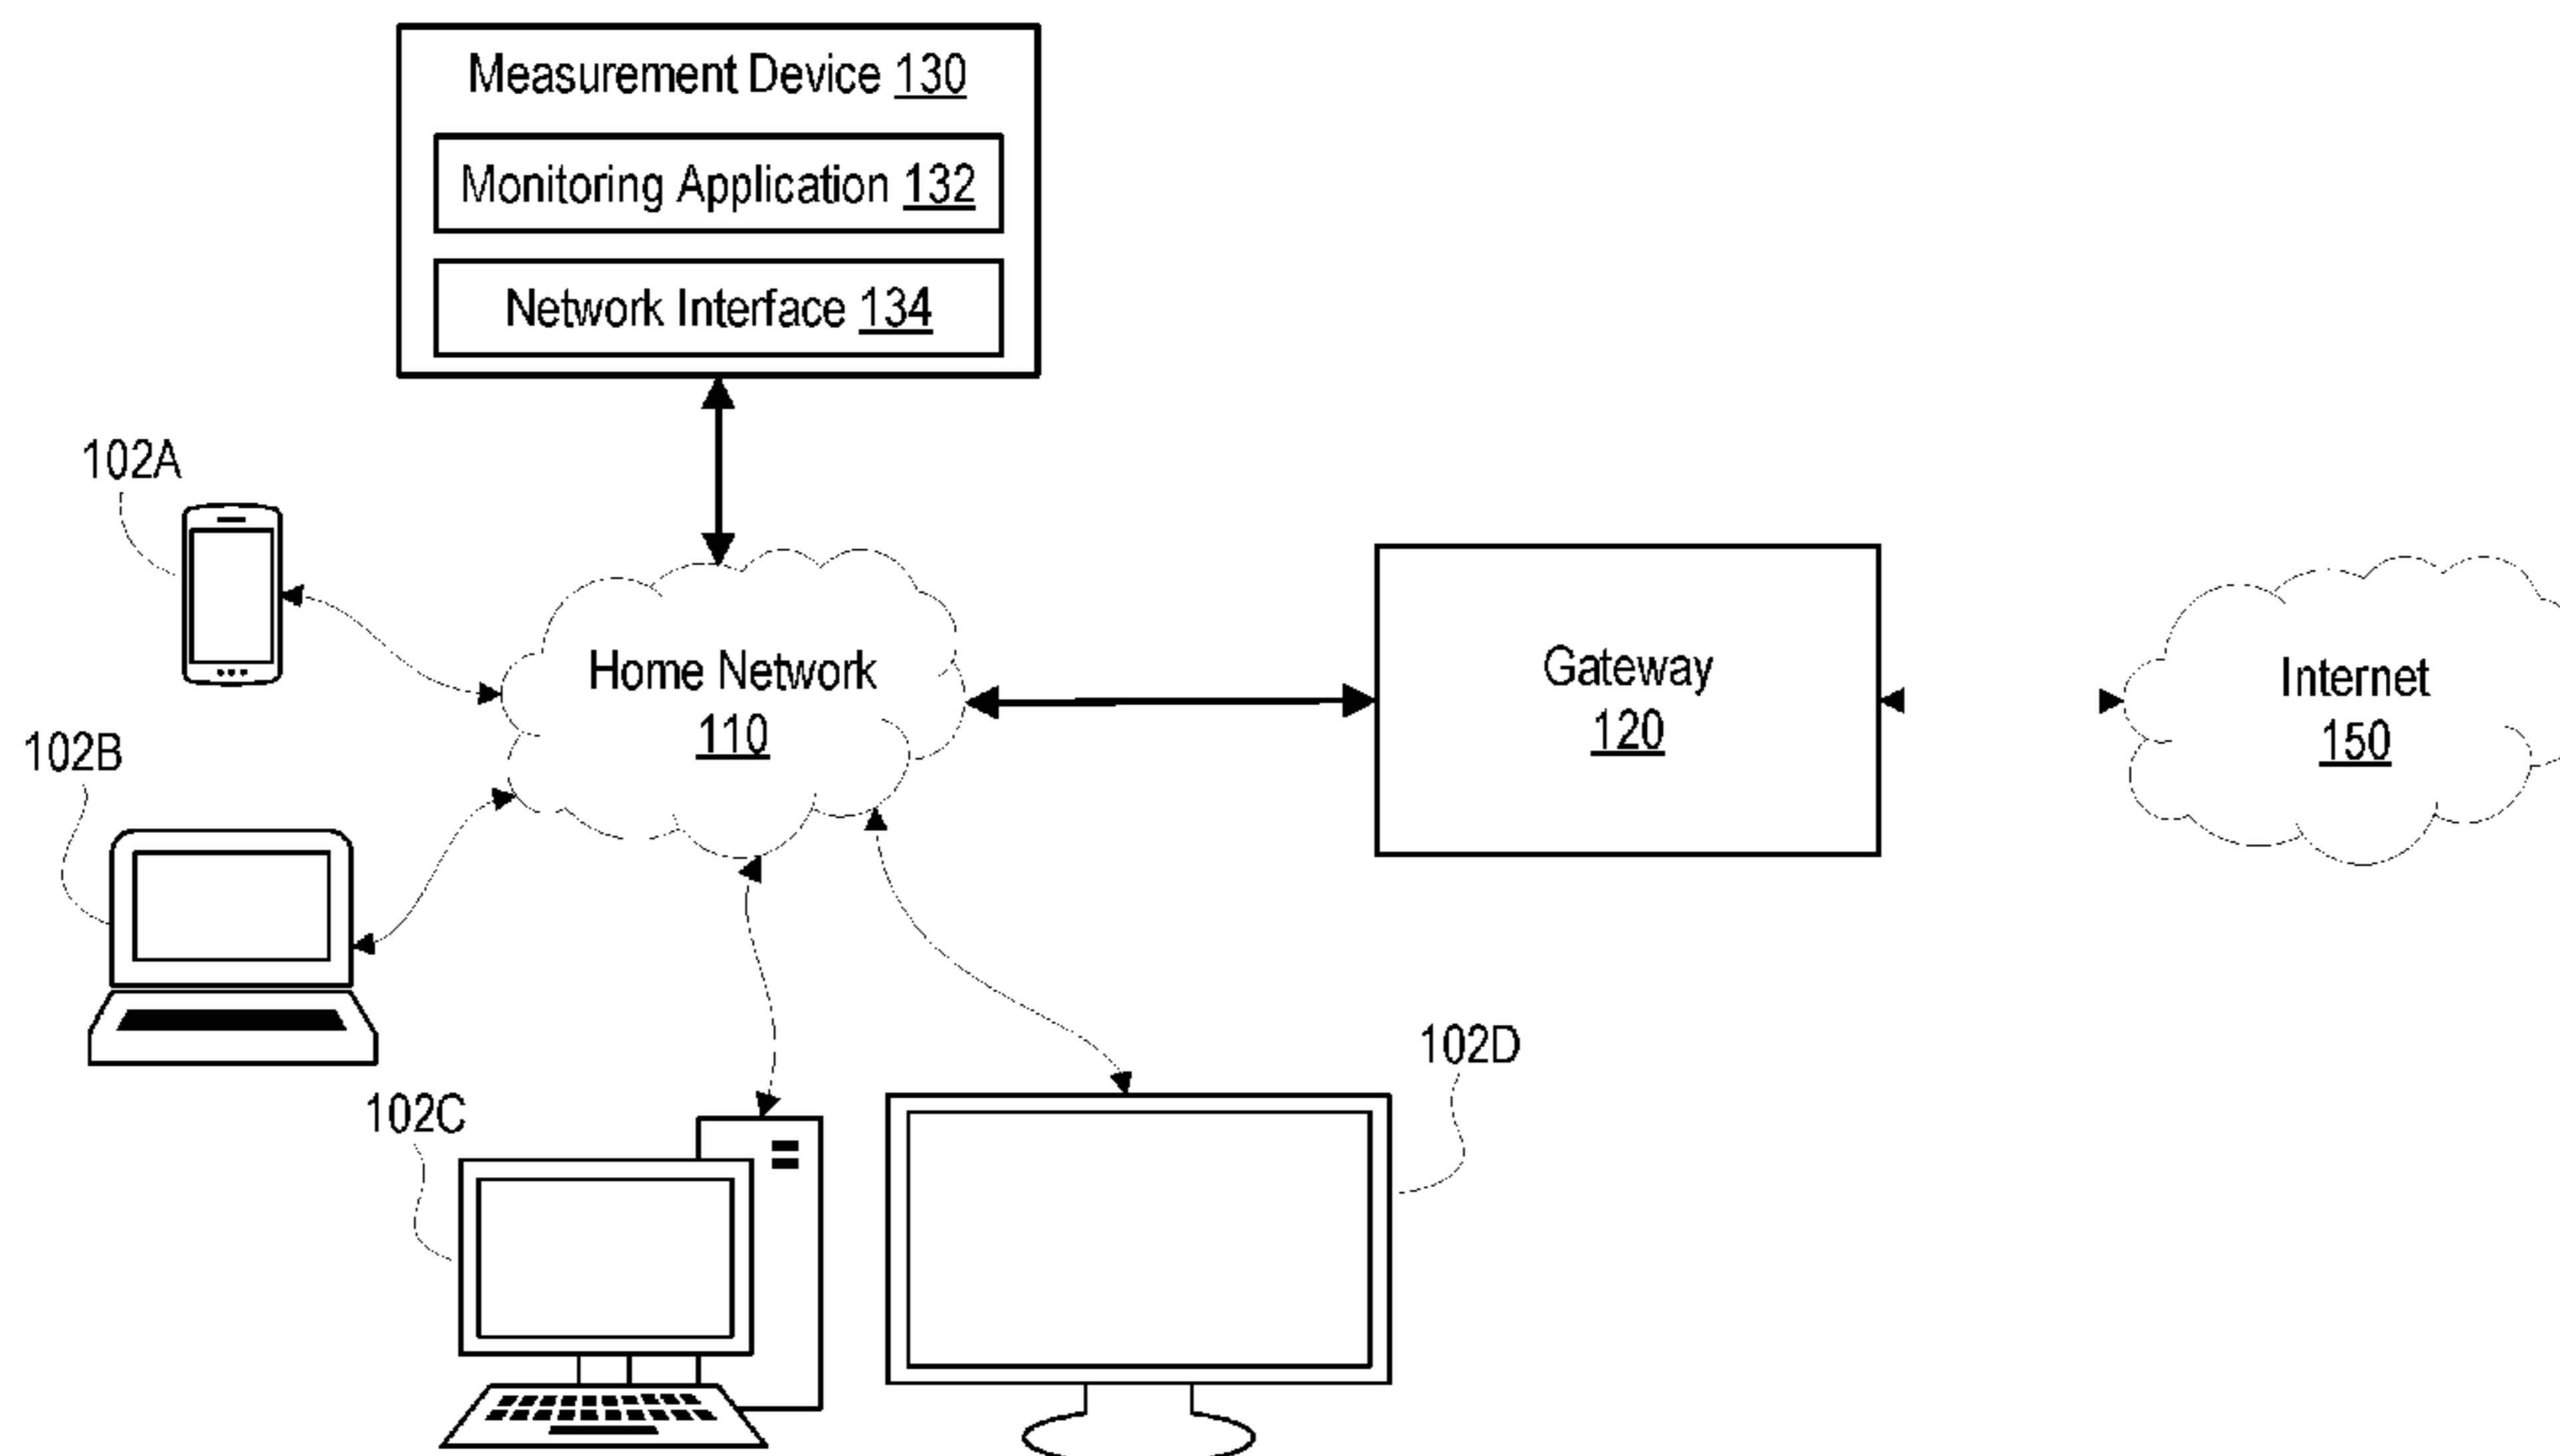 Measurement Device 130
Monitoring Application 132
Network Interface 134
102A
Home Network
110
Gateway
120
Internet
150
102B
102C
102D